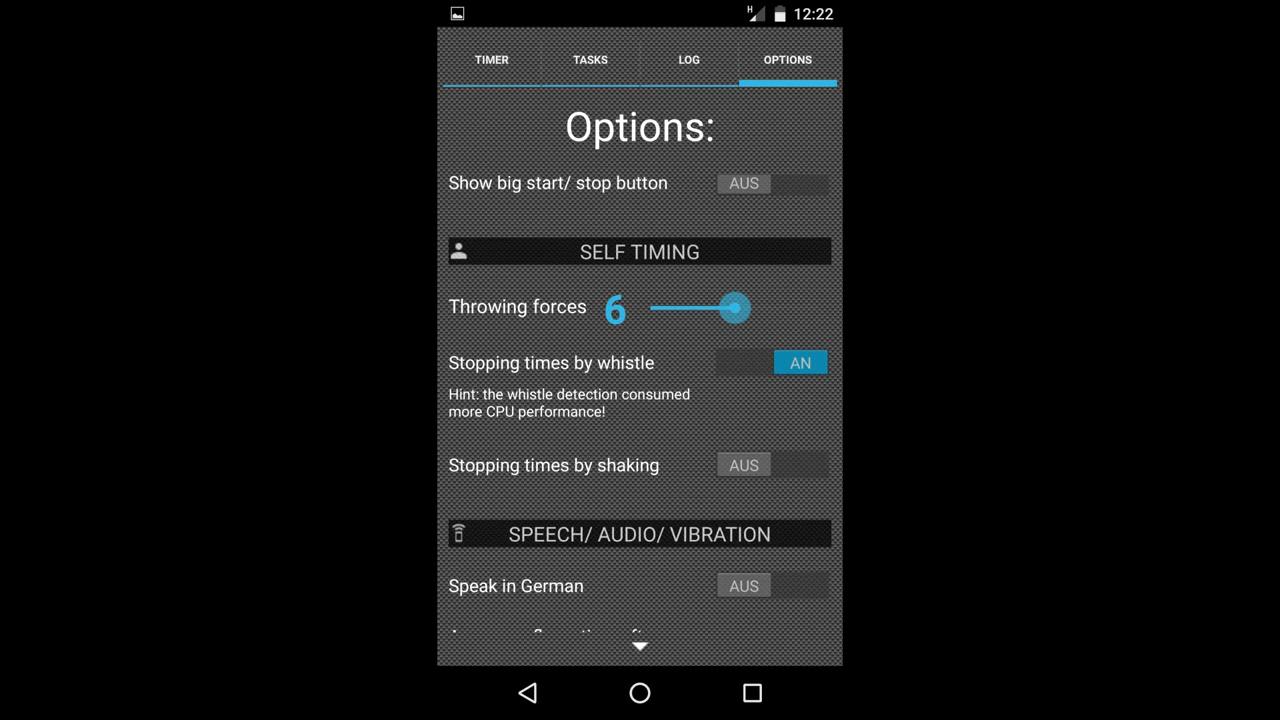 H 12:22
TIMER TASKS LOG OPTIONS
Options:
Show big start/ stop button AUS
SELF TIMING
Throwing forces 6
Stopping times by whistle AN
Hint: the whistle detection consumed
more CPU performance!
Stopping times by shaking AUS
SPEECH/ AUDIO/ VIBRATION
Speak in German AUS